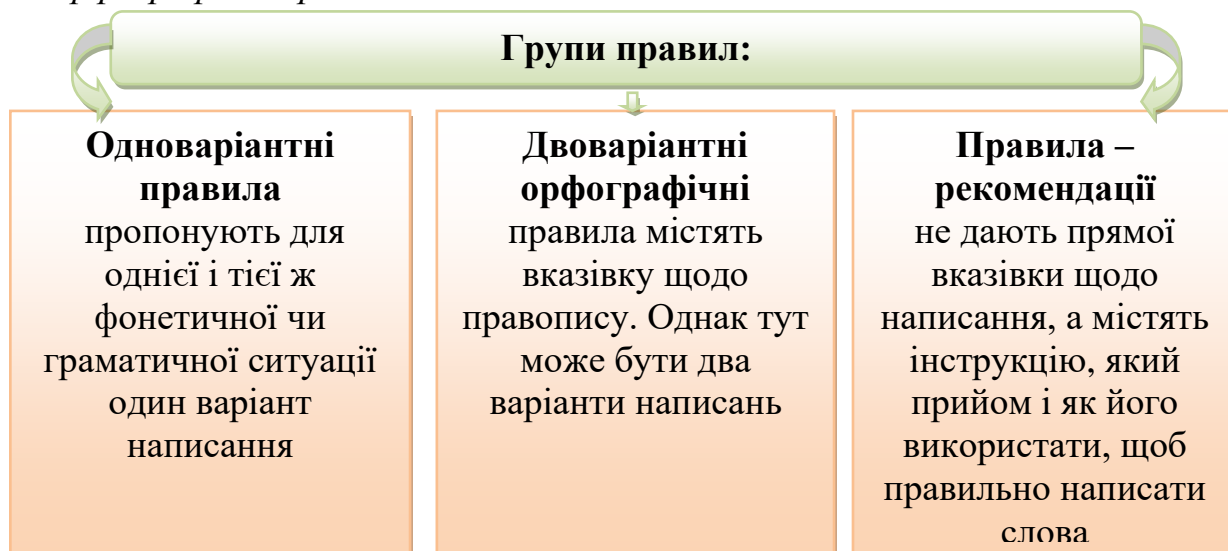 Групи правил:
Одноваріантні
правила
пропонують для
однієї і тієї ж
фонетичної чи
граматичної ситуації
один варіант
написання
Двоваріантні
орфографічні
правила містять
вказівку щодо
правопису. Однак тут
може бути два
варіанти написань
Правила –
рекомендації
не дають прямої
вказівки щодо
написання, а містять
інструкцію, який
прийом і як його
використати, щоб
правильно написати
слова